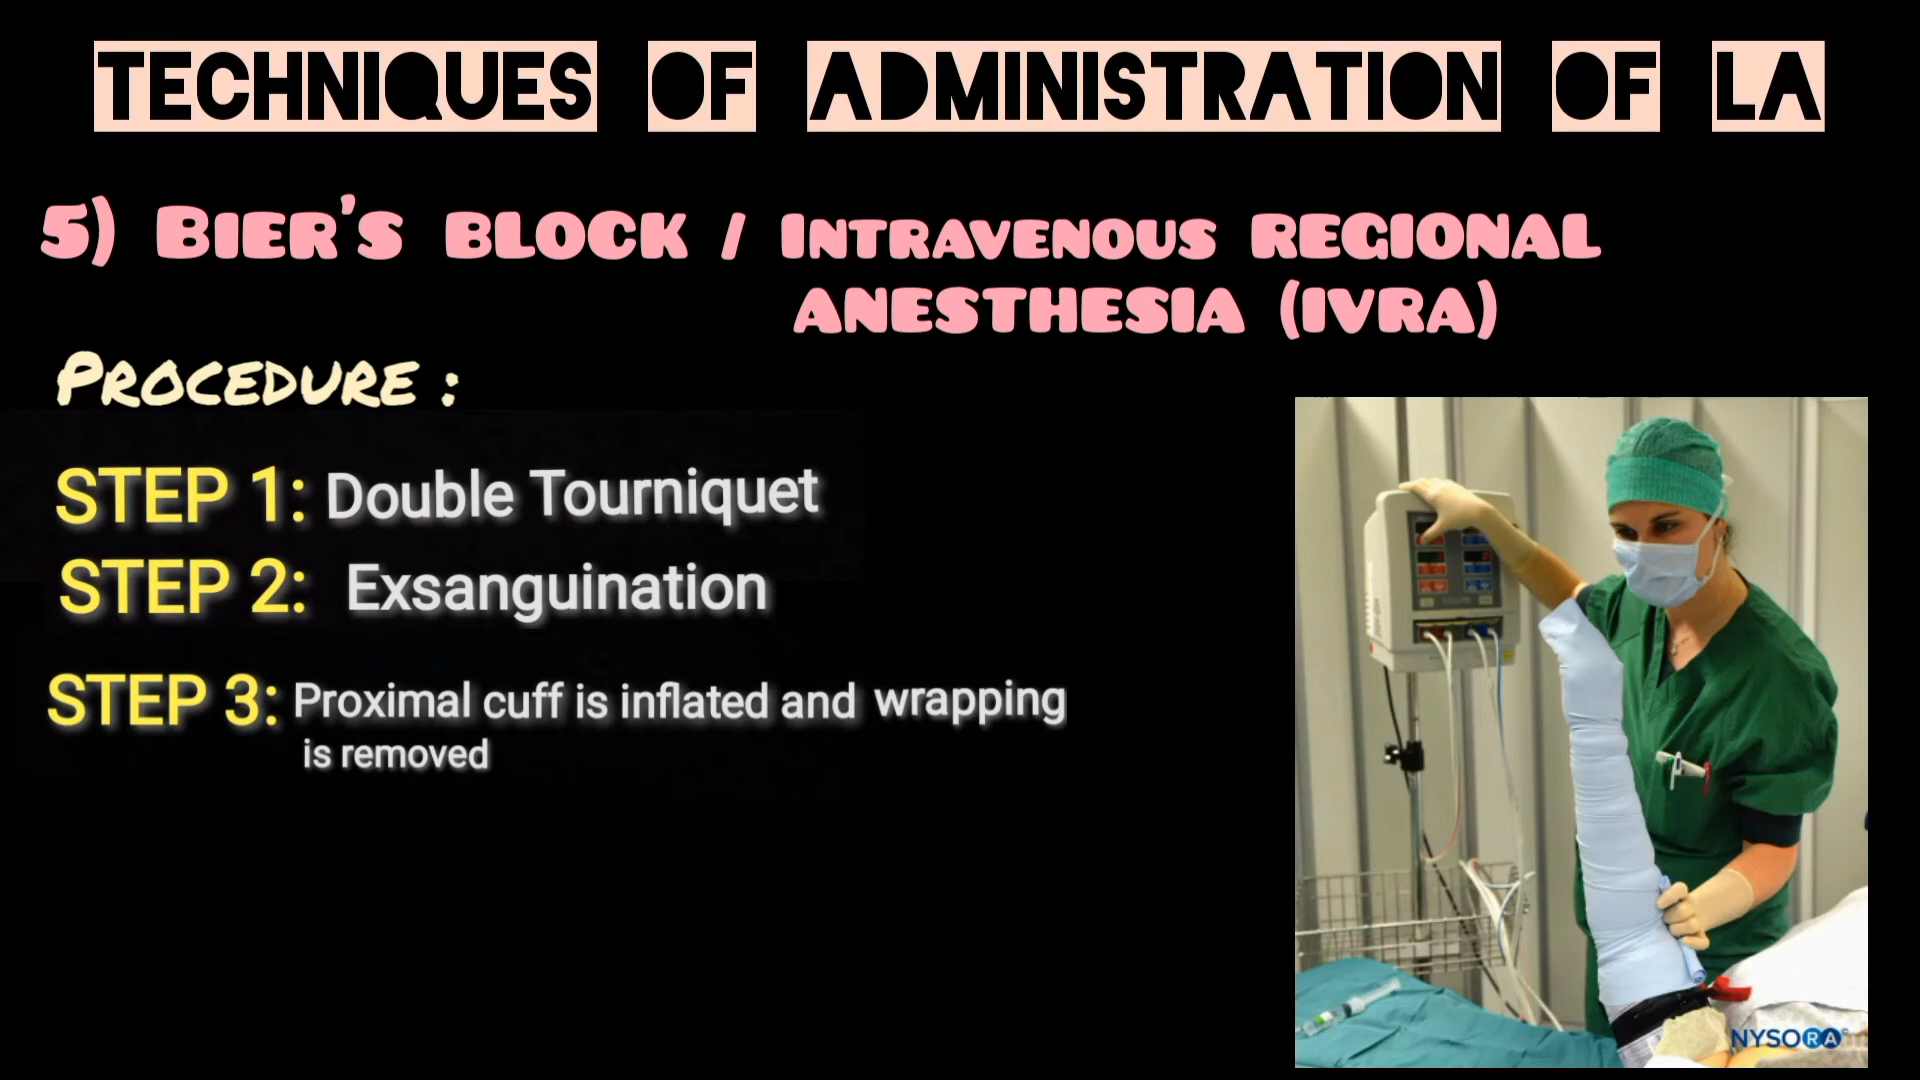 TECHNIQUES OF ADMINISTRATION OF LA
5) BIER'S BLOCK / INTRAVENOUS REGIONAL
ANESTHESIA (IVRA)
PROCEDURE :
STEP 1: Double Tourniquet
STEP 2: Exsanguination
STEP 3: Proximal cuff is inflated and wrapping
is removed
NYSORA